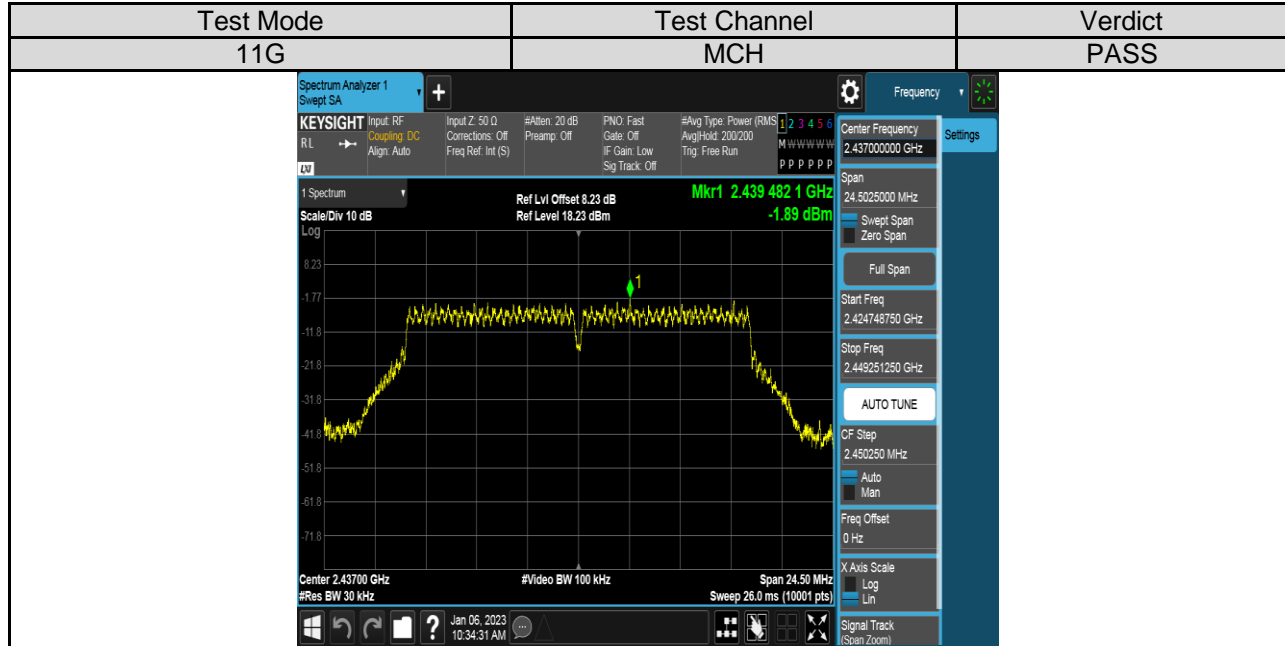 Test Mode Test Channel Verdict
11G MCH PASS
Spectrum Analyzer 1
Swept SA
+
Frequency
KEYSIGHT Input: RF Input Z: 50 Ω #Atten: 20 dB PNO: Fast #Avg Type: Power (RMS 1 2 3 4 5 6
RL Coupling: DC Corrections: Off Preamp: Off Gate: Off Avg|Hold: 200/200 M W W W W W
Align: Auto Freq Ref: Int (S) IF Gain: Low Trig: Free Run
LXI Sig Track: Off P P P P P P
Center Frequency
2.437000000 GHz
Settings
1 Spectrum Ref Lvl Offset 8.23 dB Mkr1 2.439 482 1 GHz
Scale/Div 10 dB Ref Level 18.23 dBm -1.89 dBm
Log
8.23
1
-1.77
-11.8
-21.8
-31.8
-41.8
-51.8
-61.8
-71.8
Center 2.43700 GHz #Video BW 100 kHz Span 24.50 MHz
#Res BW 30 kHz Sweep 26.0 ms (10001 pts)
Span
24.5025000 MHz
Swept Span
Zero Span
Full Span
Start Freq
2.424748750 GHz
Stop Freq
2.449251250 GHz
AUTO TUNE
CF Step
2.450250 MHz
Auto
Man
Freq Offset
0 Hz
X Axis Scale
Log
Lin
Signal Track
(Span Zoom)
? Jan 06, 2023
10:34:31 AM